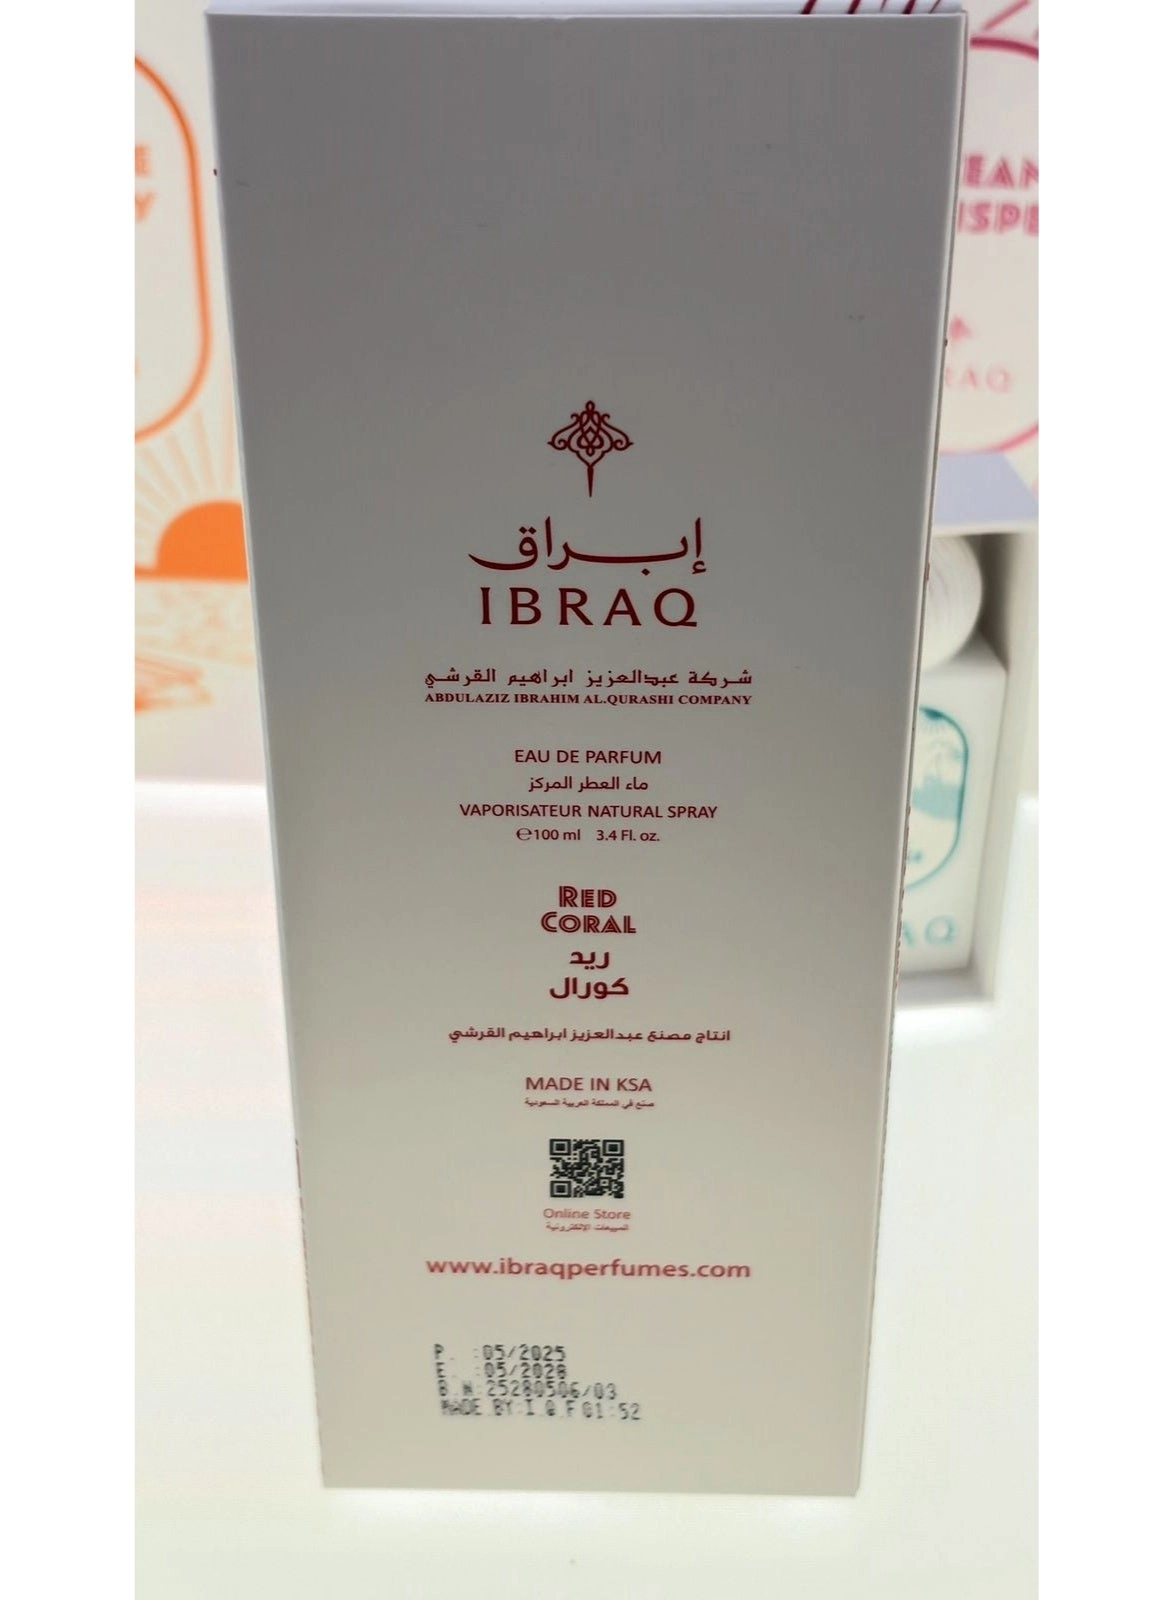 إبراق
IBRAQ
شركة عبدالعزيز ابراهيم القرشي
ABDULAZIZ IBRAHIM AL.QURASHI COMPANY
EAU DE PARFUM
ماء العطر المركز
VAPORISATEUR NATURAL SPRAY
℮100 ml 3.4 Fl. oz.
RED
CORAL
ريد
كورال
انتاج مصنع عبدالعزيز ابراهيم القرشي
MADE IN KSA
صنع في المملكة العربية السعودية
Online Store
المبيعات الإلكترونية
www.ibraqperfumes.com
P. :05/2025
E. :05/2028
B.N:25280506/03
MADE BY:I.Q.F 01:52